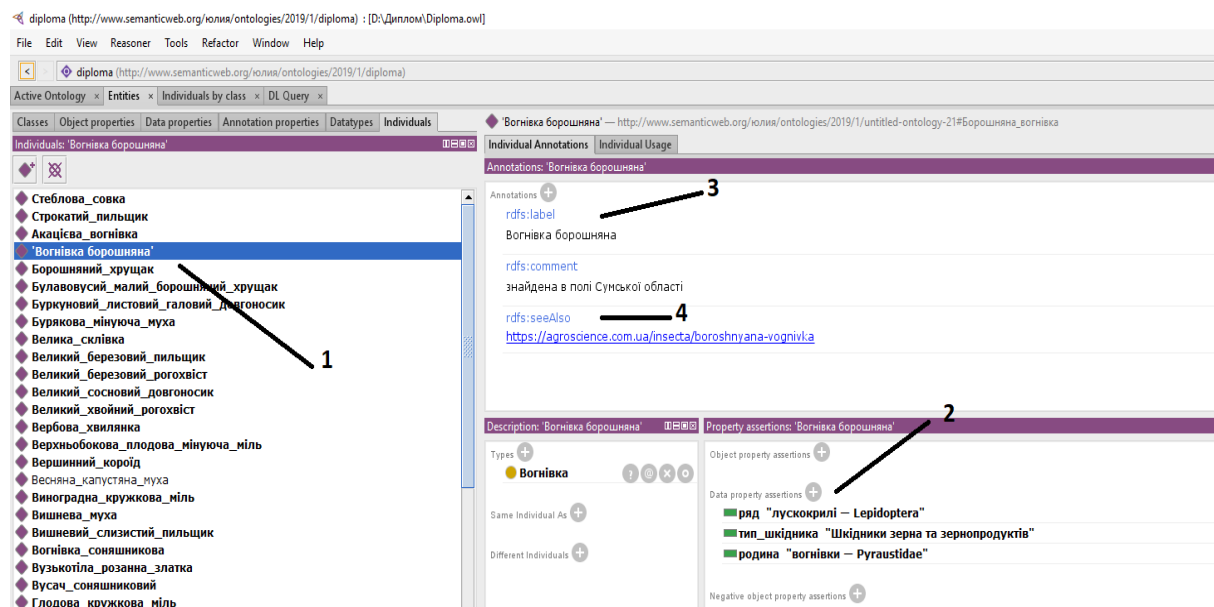 diploma (http://www.semanticweb.org/юлия/ontologies/2019/1/diploma) : [D:\Диплом\Diploma.owl]
File Edit View Reasoner Tools Refactor Window Help
diploma (http://www.semanticweb.org/юлия/ontologies/2019/1/diploma)
Active Ontology × Entities × Individuals by class × DL Query ×
Classes Object properties Data properties Annotation properties Datatypes Individuals
Individuals: 'Вогнівка борошняна'
Стеблова_совка
Строкатий_пильщик
Акацієва_вогнівка
'Вогнівка борошняна'
Борошняний_хрущак
Булавовусий_малий_борошняний_хрущак
Буркуновий_листовий_галовий_довгоносик
Бурякова_мінуюча_муха
Велика_склівка
Великий_березовий_пильщик
Великий_березовий_рогохвіст
Великий_сосновий_довгоносик
Великий_хвойний_рогохвіст
Вербова_хвилянка
Верхньобокова_плодова_мінуюча_міль
Вершинний_короїд
Весняна_капустяна_муха
Виноградна_кружкова_міль
Вишнева_муха
Вишневий_слизистий_пильщик
Вогнівка_соняшникова
Вузькотіла_розанна_златка
Вусач_соняшниковий
Глодова_кружкова_міль
1
'Вогнівка борошняна' — http://www.semanticweb.org/юлия/ontologies/2019/1/untitled-ontology-21#Борошняна_вогнівка
Individual Annotations Individual Usage
Annotations: 'Вогнівка борошняна'
Annotations
3
rdfs:label
Вогнівка борошняна
rdfs:comment
знайдена в полі Сумської області
rdfs:seeAlso
4
https://agroscience.com.ua/insecta/boroshnyana-vognivka
Description: 'Вогнівка борошняна'
Types
Вогнівка
Same Individual As
Different Individuals
Property assertions: 'Вогнівка борошняна'
2
Object property assertions
Data property assertions
ряд "лускокрилі — Lepidoptera"
тип_шкідника "Шкідники зерна та зернопродуктів"
родина "вогнівки — Pyraustidae"
Negative object property assertions